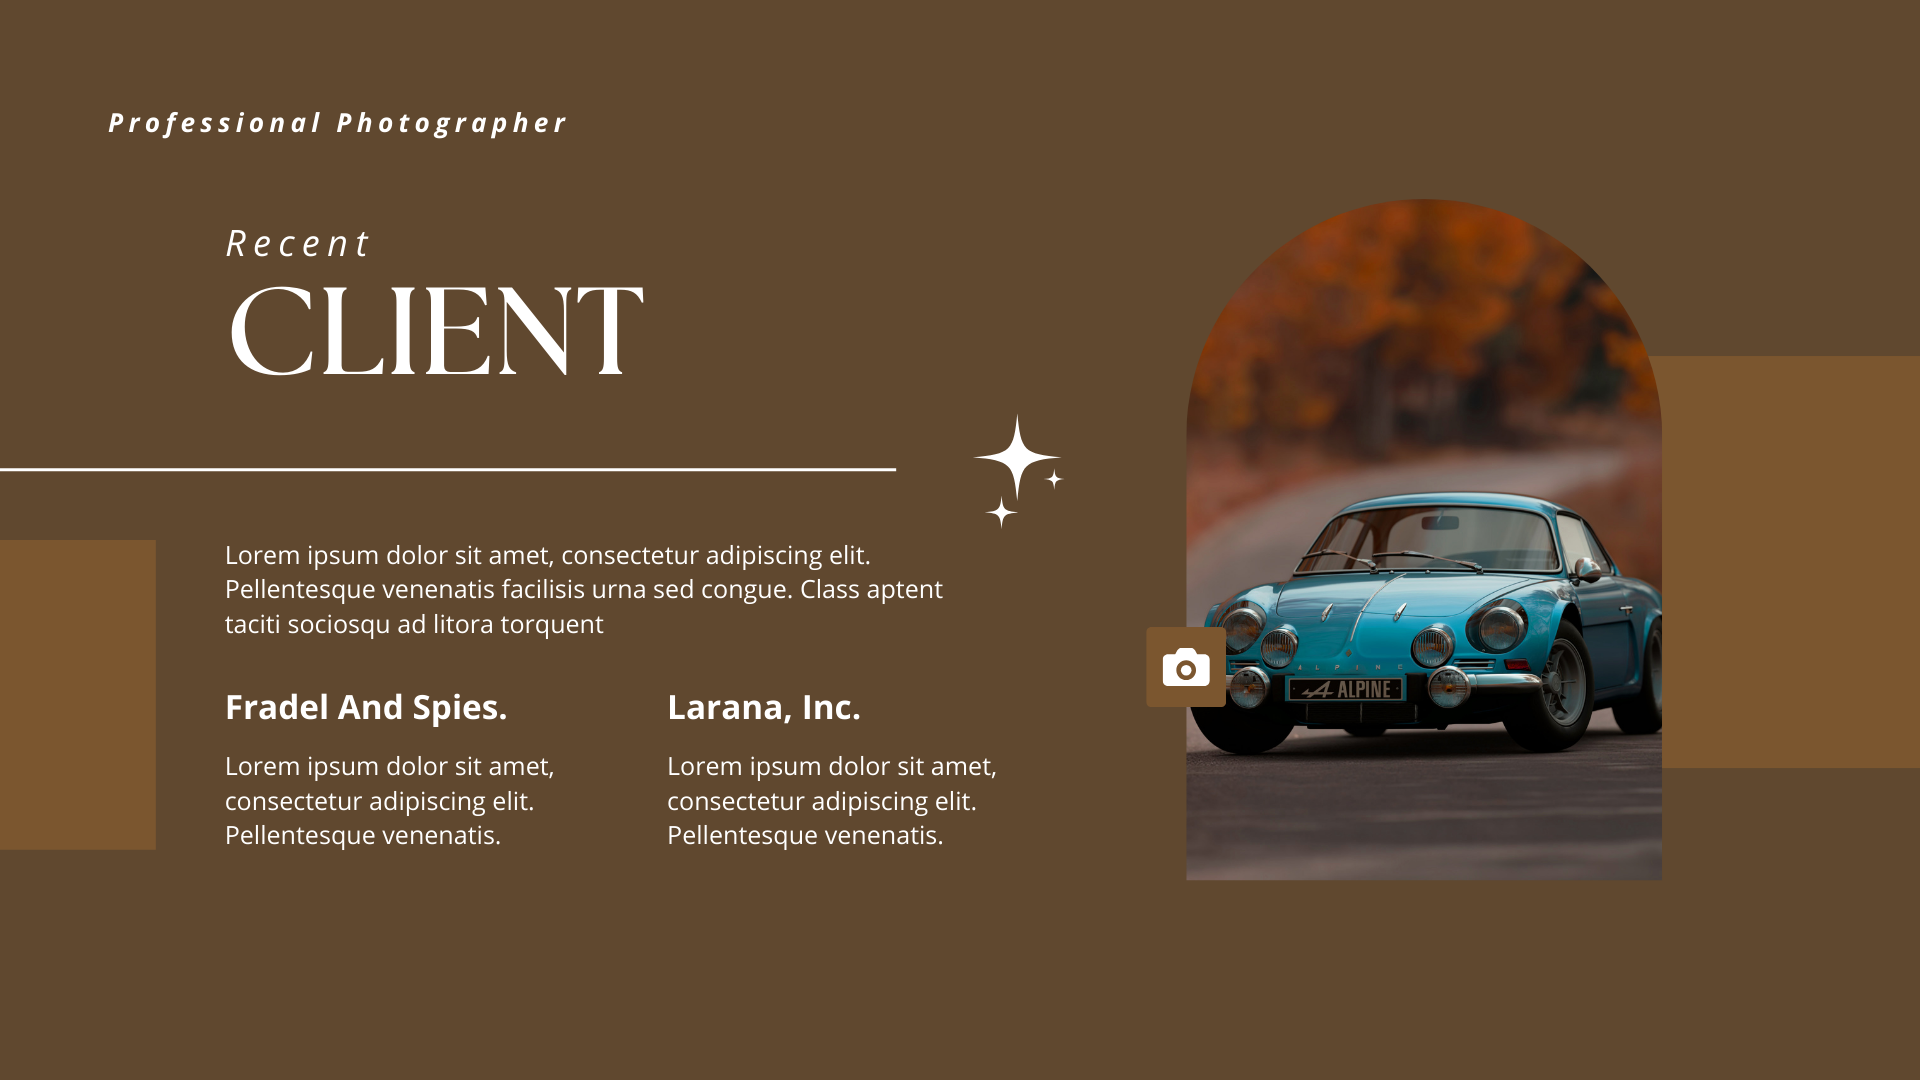 Professional Photographer
Recent
CLIENT
Lorem ipsum dolor sit amet, consectetur adipiscing elit.
Pellentesque venenatis facilisis urna sed congue. Class aptent
taciti sociosqu ad litora torquent
Fradel And Spies.
Lorem ipsum dolor sit amet,
consectetur adipiscing elit.
Pellentesque venenatis.
Larana, Inc.
Lorem ipsum dolor sit amet,
consectetur adipiscing elit.
Pellentesque venenatis.
ALPINE
ALPINE